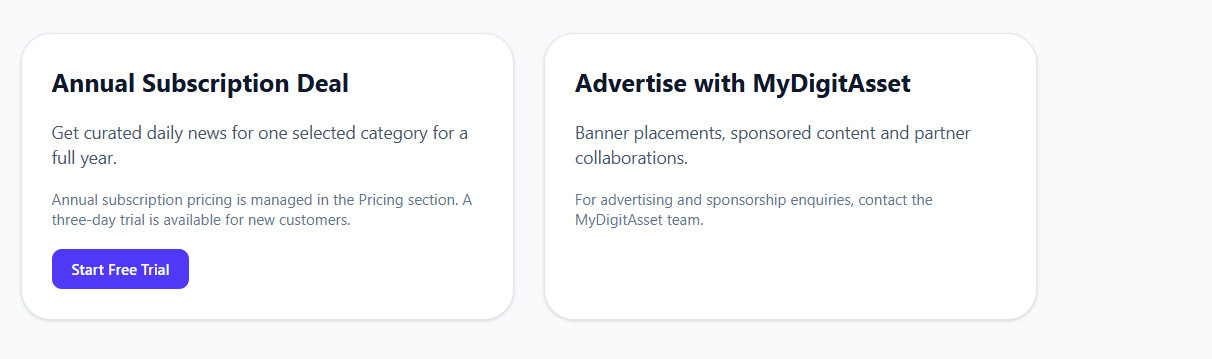 Annual Subscription Deal
Get curated daily news for one selected category for a
full year.
Annual subscription pricing is managed in the Pricing section. A
three-day trial is available for new customers.
Start Free Trial
Advertise with MyDigitAsset
Banner placements, sponsored content and partner
collaborations.
For advertising and sponsorship enquiries, contact the
MyDigitAsset team.